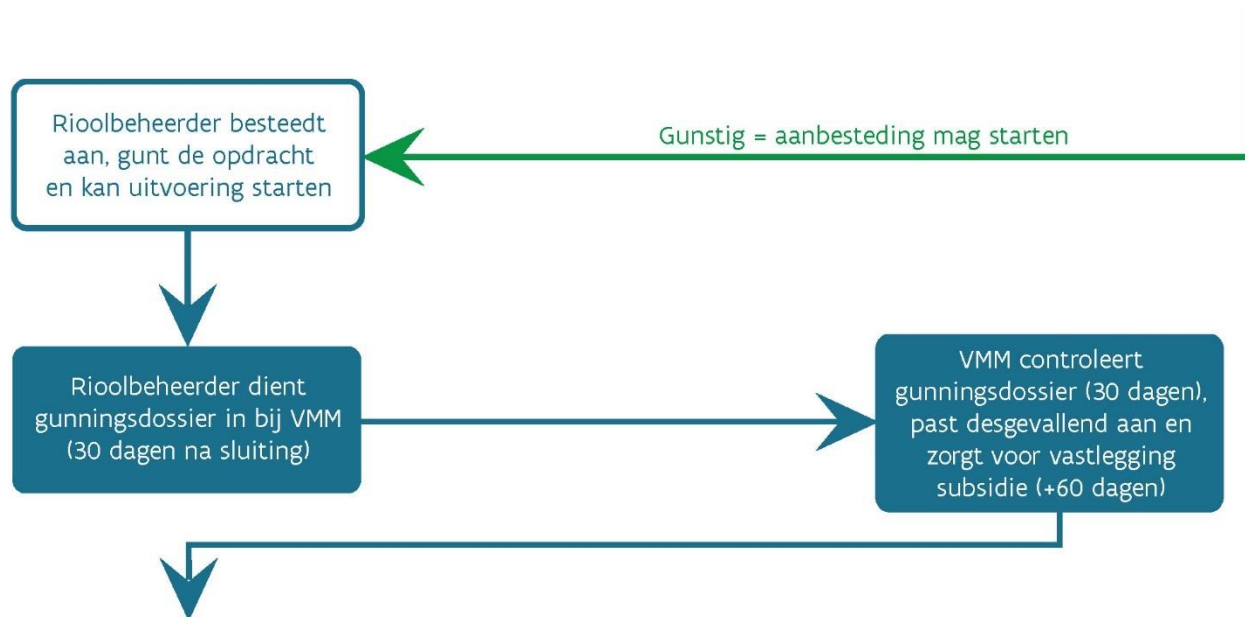 Rioolbeheerder besteedt
aan, gunt de opdracht
en kan uitvoering starten
Gunstig = aanbesteding mag starten
Rioolbeheerder dient
gunningsdossier in bij VMM
(30 dagen na sluiting)
VMM controleert
gunningsdossier (30 dagen),
past desgevallend aan en
zorgt voor vastlegging
subsidie (+60 dagen)